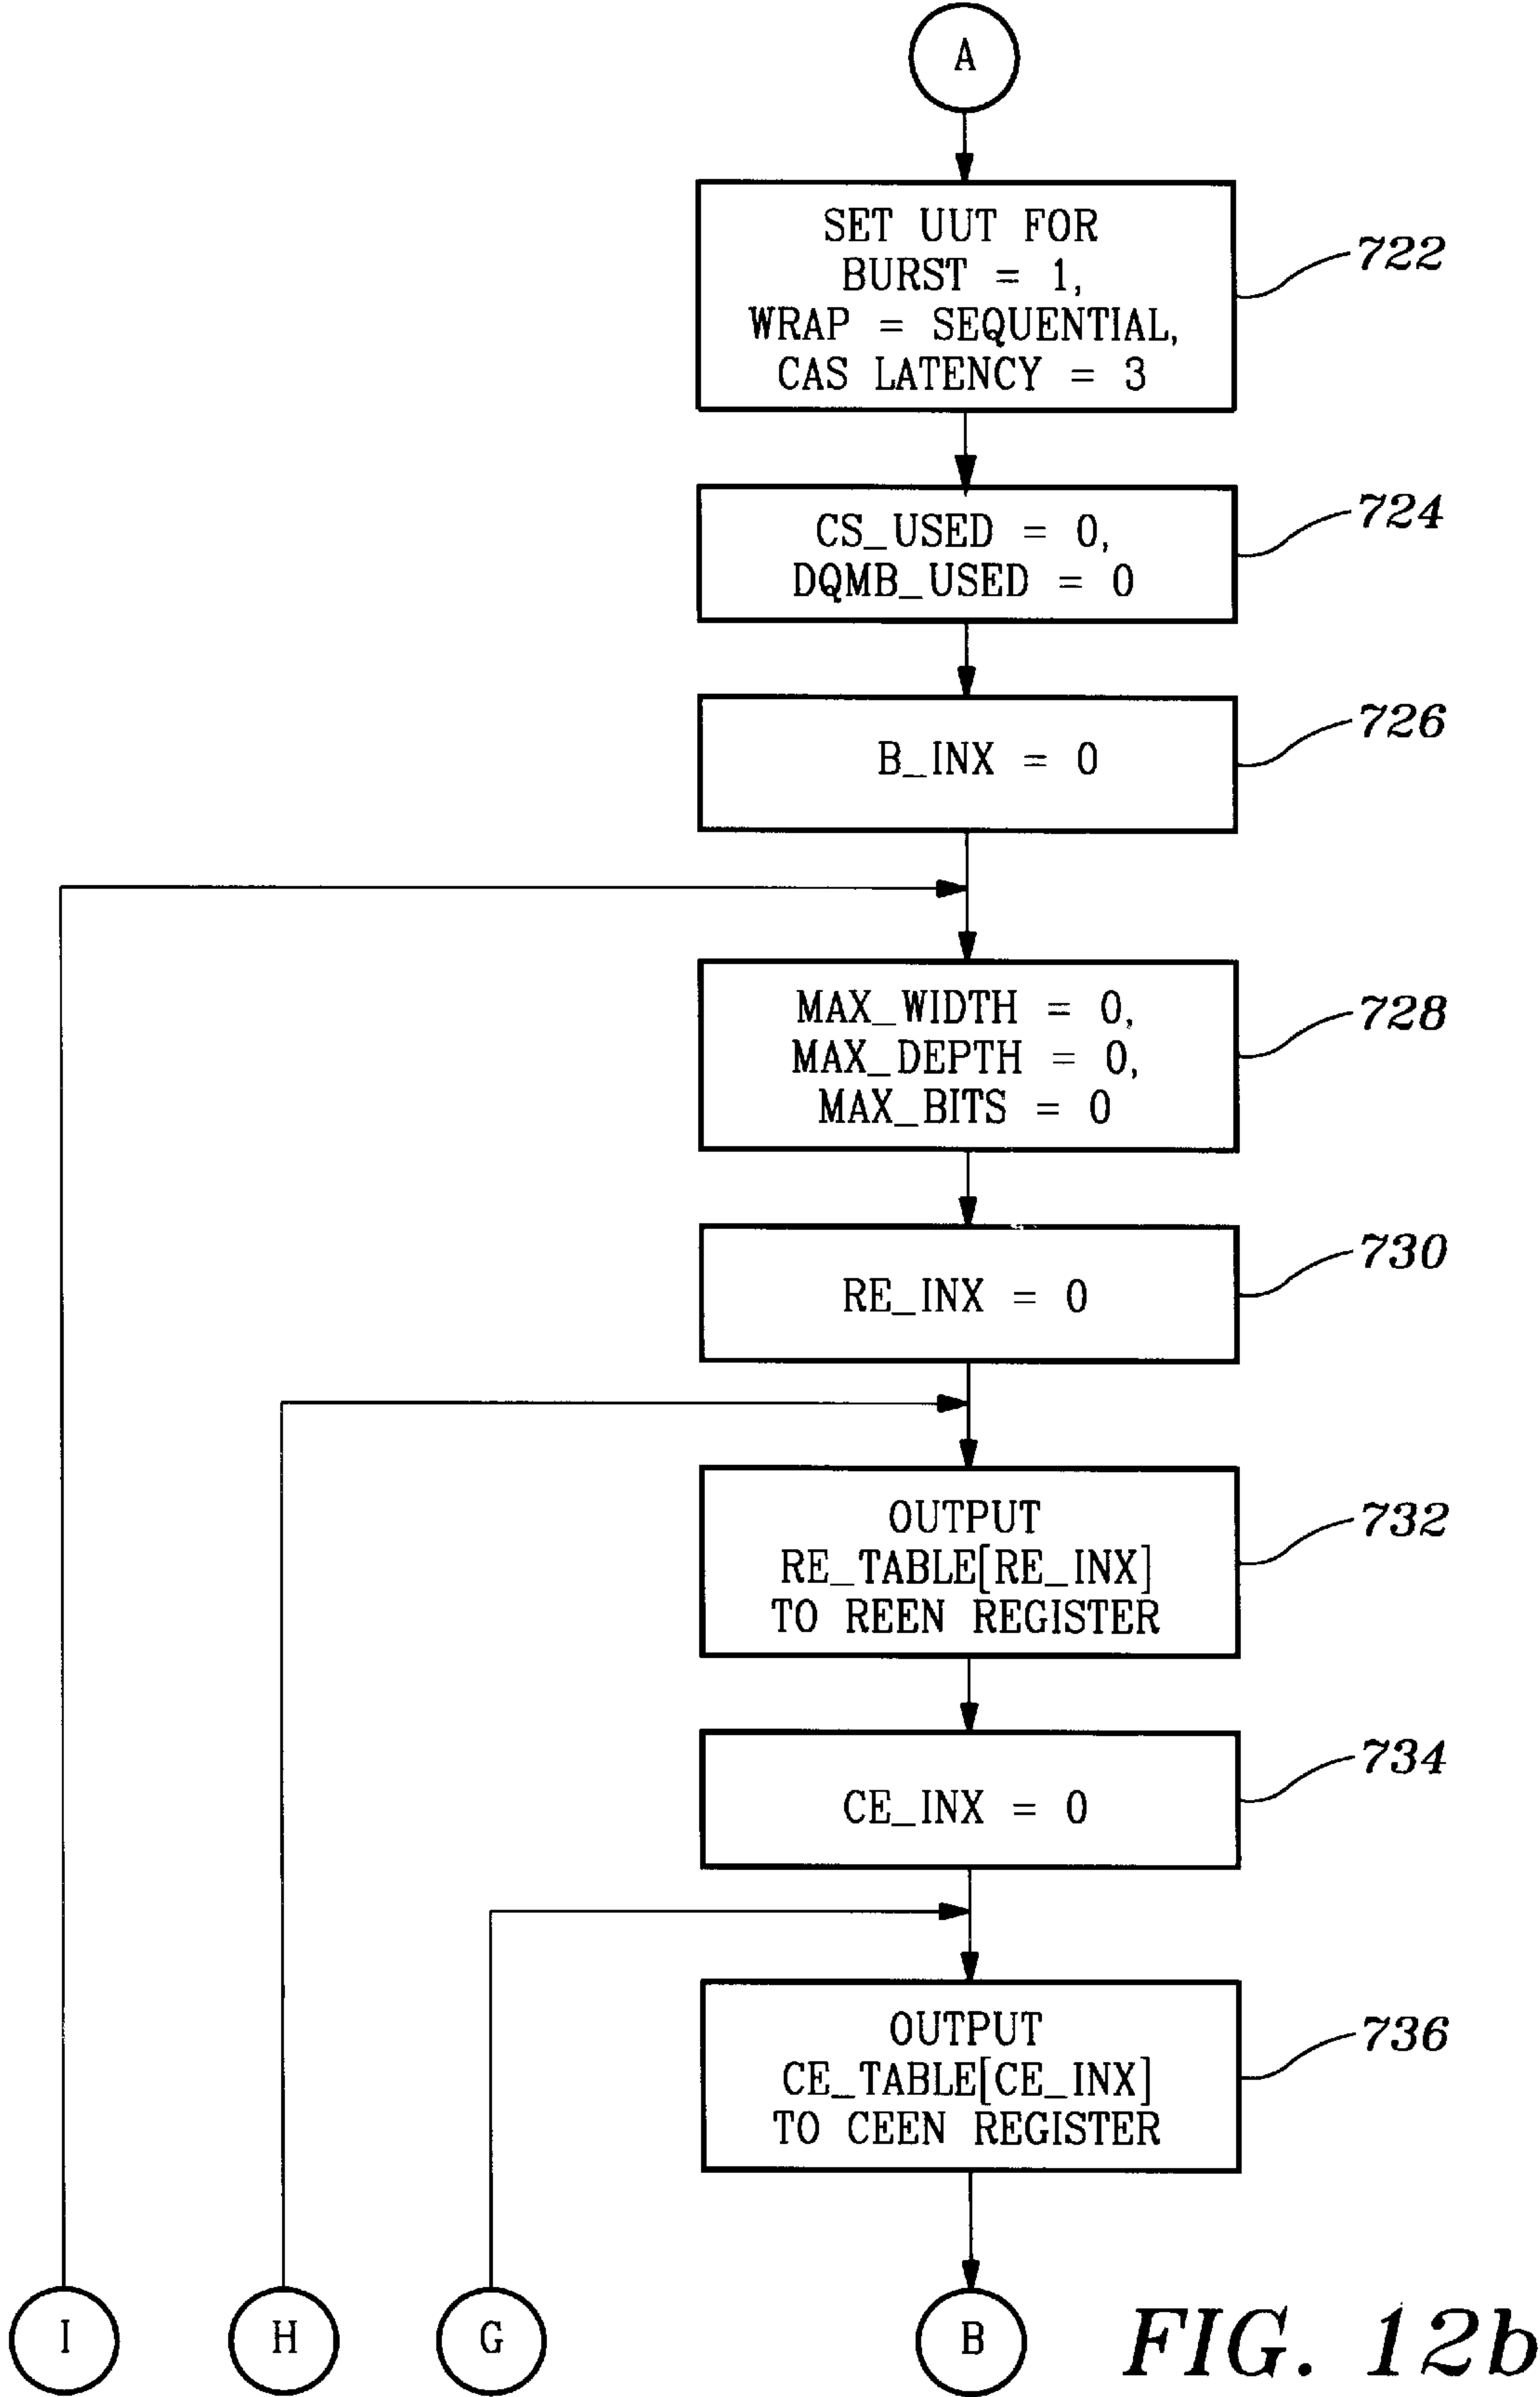 A
SET UUT FOR
BURST = 1,
WRAP = SEQUENTIAL,
CAS LATENCY = 3
722
CS_USED = 0,
DQMB_USED = 0
724
B_INX = 0
726
MAX_WIDTH = 0,
MAX_DEPTH = 0,
MAX_BITS = 0
728
RE_INX = 0
730
OUTPUT
RE_TABLE[RE_INX]
TO REEN REGISTER
732
CE_INX = 0
734
OUTPUT
CE_TABLE[CE_INX]
TO CEEN REGISTER
736
I
H
G
B
FIG. 12b